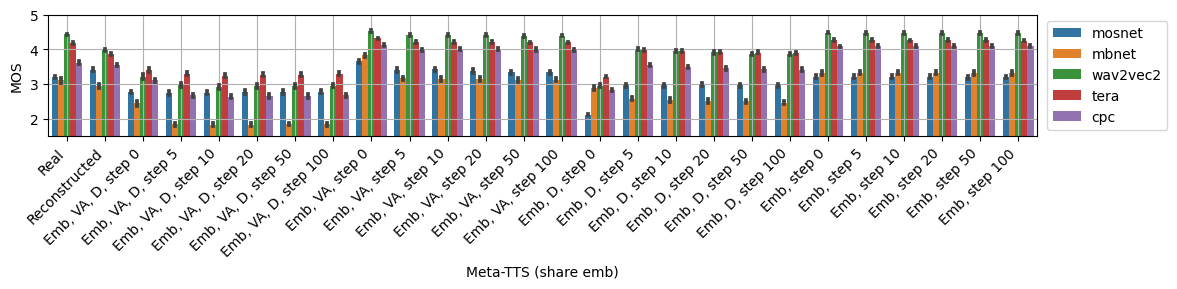 MOS
5
4
3
2
mosnet
mbnet
wav2vec2
tera
cpc
Real
Reconstructed
Emb, VA, D, step 0
Emb, VA, D, step 5
Emb, VA, D, step 10
Emb, VA, D, step 20
Emb, VA, D, step 50
Emb, VA, D, step 100
Emb, VA, step 0
Emb, VA, step 5
Emb, VA, step 10
Emb, VA, step 20
Emb, VA, step 50
Emb, VA, step 100
Emb, D, step 0
Emb, D, step 5
Emb, D, step 10
Emb, D, step 20
Emb, D, step 50
Emb, D, step 100
Emb, step 0
Emb, step 5
Emb, step 10
Emb, step 20
Emb, step 50
Emb, step 100
Meta-TTS (share emb)